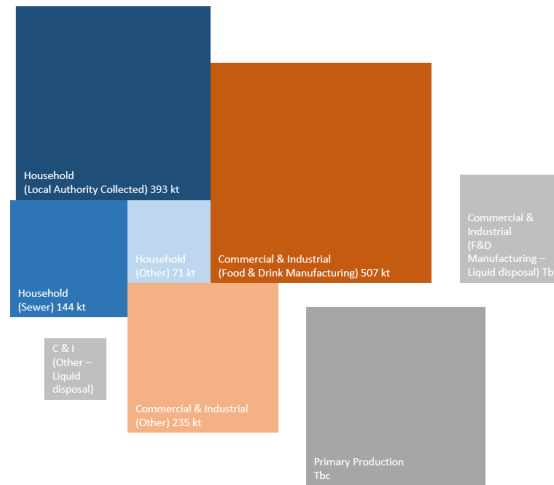 Household
(Local Authority Collected) 393 kt
Household
(Other) 71 kt
Commercial & Industrial
(Food & Drink Manufacturing) 507 kt
Commercial &
Industrial
(F&D
Manufacturing –
Liquid disposal) Tb
Household
(Sewer) 144 kt
C & I
(Other –
Liquid
disposal)
Commercial & Industrial
(Other) 235 kt
Primary Production
Tbc